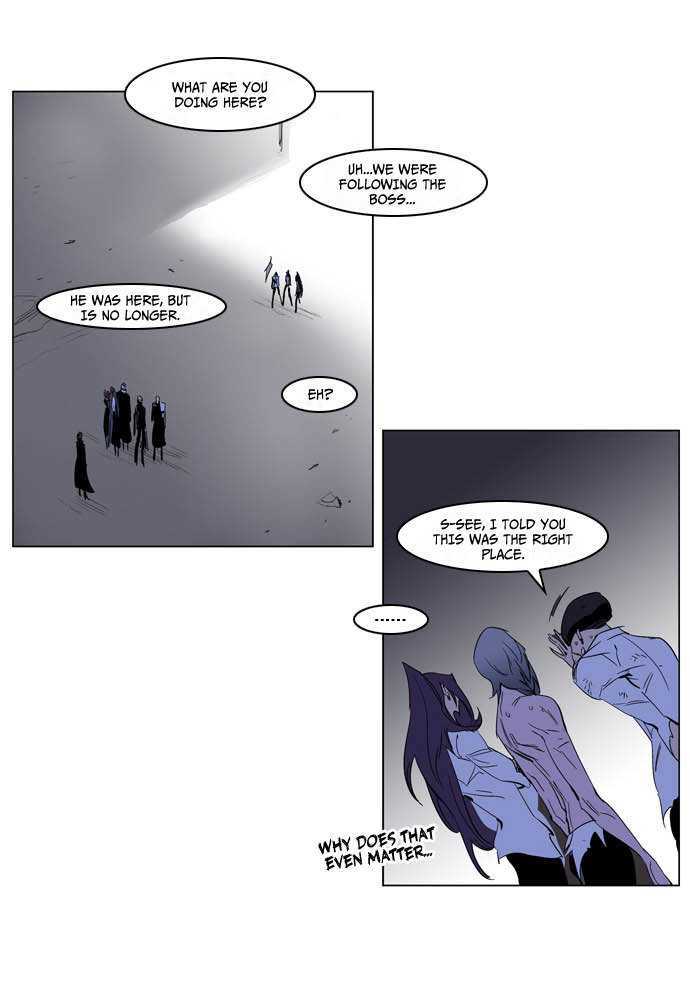 WHAT ARE YOU
DOING HERE?
UH...WE WERE
FOLLOWING THE
BOSS...
HE WAS HERE, BUT
IS NO LONGER.
EH?
S-SEE, I TOLD YOU
THIS WAS THE RIGHT
PLACE.
......
WHY DOES THAT
EVEN MATTER...